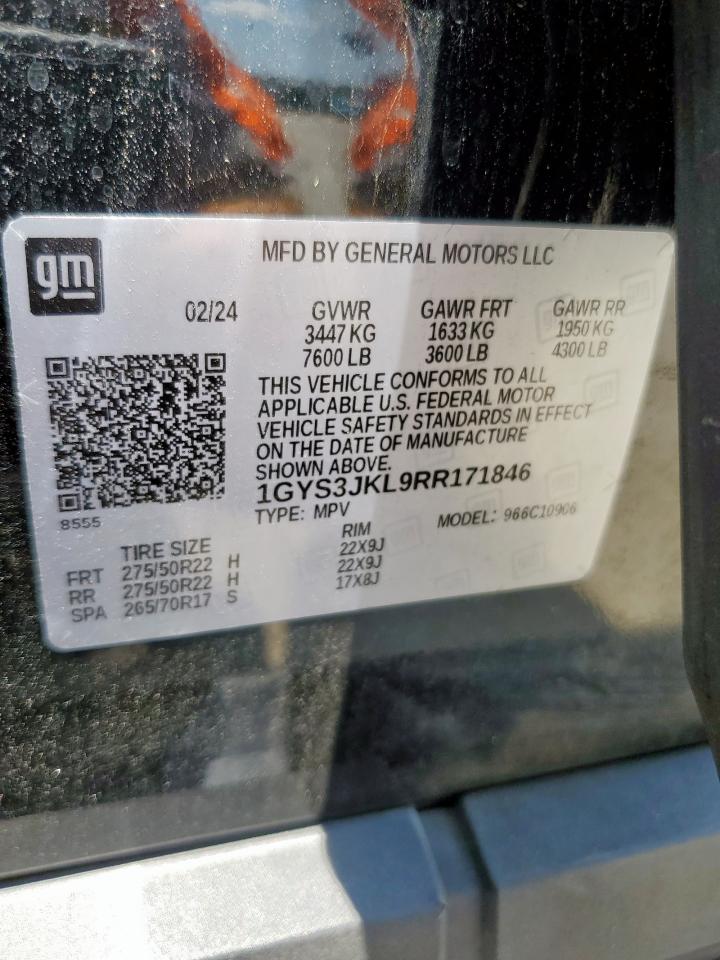 gm
MFD BY GENERAL MOTORS LLC
02/24 GVWR GAWR FRT GAWR RR
3447 KG 1633 KG 1950 KG
7600 LB 3600 LB 4300 LB
THIS VEHICLE CONFORMS TO ALL
APPLICABLE U.S. FEDERAL MOTOR
VEHICLE SAFETY STANDARDS IN EFFECT
ON THE DATE OF MANUFACTURE
SHOWN ABOVE.
1GYS3JKL9RR171846
8555
TYPE: MPV MODEL: 966C10906
TIRE SIZE RIM
FRT 275/50R22 H 22X9J
RR 275/50R22 H 22X9J
SPA 265/70R17 S 17X8J